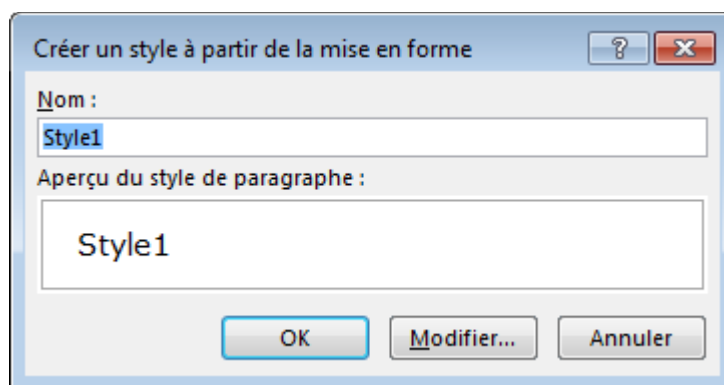 Créer un style à partir de la mise en forme
Nom :
Style1
Aperçu du style de paragraphe :
Style1
OK Modifier... Annuler